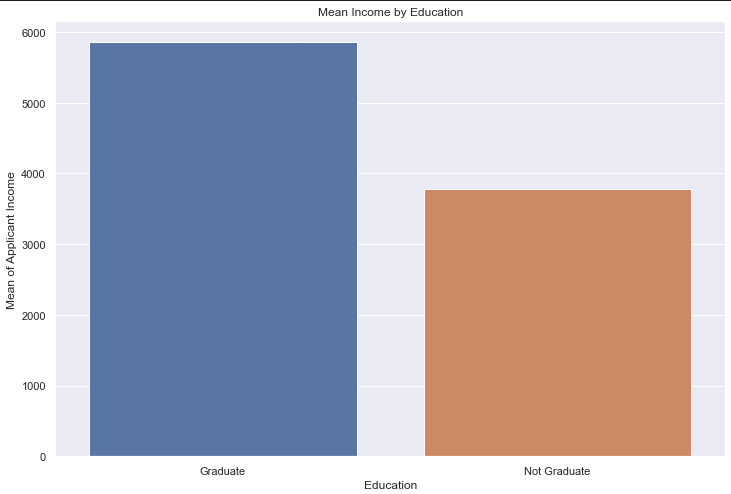 Mean Income by Education
Mean of Applicant Income
6000
5000
4000
3000
2000
1000
0
Graduate
Not Graduate
Education